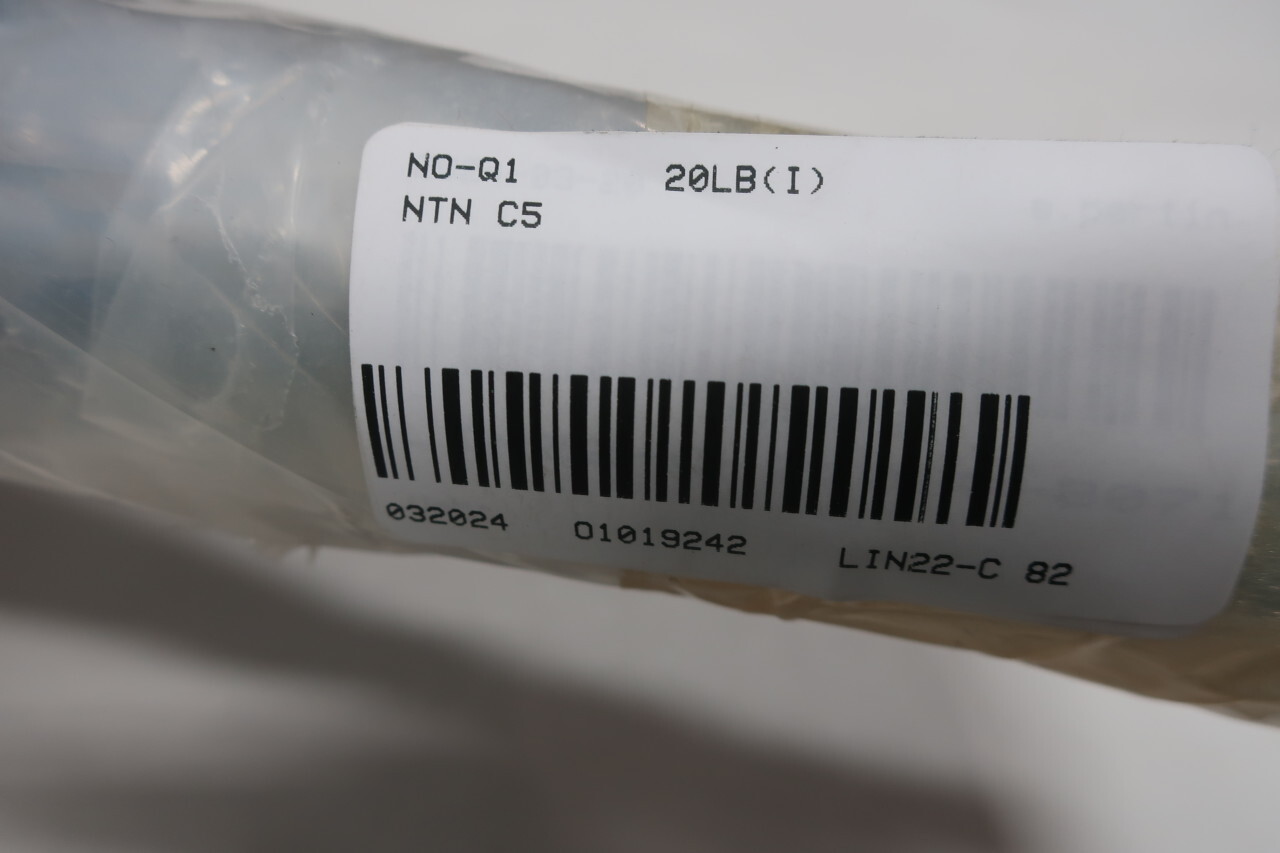 NO-Q1 20LB(I)
NTN C5
032024 01019242 LIN22-C 82